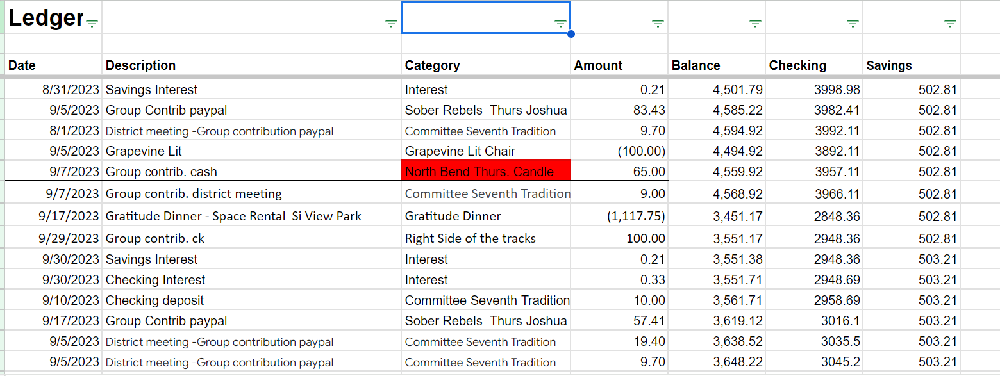 Ledger
Date Description Category Amount Balance Checking Savings
8/31/2023 Savings Interest Interest 0.21 4,501.79 3998.98 502.81
9/5/2023 Group Contrib paypal Sober Rebels  Thurs Joshua 83.43 4,585.22 3982.41 502.81
8/1/2023 District meeting -Group contribution paypal Committee Seventh Tradition 9.70 4,594.92 3992.11 502.81
9/5/2023 Grapevine Lit Grapevine Lit Chair (100.00) 4,494.92 3892.11 502.81
9/7/2023 Group contrib. cash North Bend Thurs. Candle 65.00 4,559.92 3957.11 502.81
9/7/2023 Group contrib. district meeting Committee Seventh Tradition 9.00 4,568.92 3966.11 502.81
9/17/2023 Gratitude Dinner - Space Rental  Si View Park Gratitude Dinner (1,117.75) 3,451.17 2848.36 502.81
9/29/2023 Group contrib. ck Right Side of the tracks 100.00 3,551.17 2948.36 502.81
9/30/2023 Savings Interest Interest 0.21 3,551.38 2948.36 503.21
9/30/2023 Checking Interest Interest 0.33 3,551.71 2948.69 503.21
9/10/2023 Checking deposit Committee Seventh Tradition 10.00 3,561.71 2958.69 503.21
9/17/2023 Group Contrib paypal Sober Rebels  Thurs Joshua 57.41 3,619.12 3016.1 503.21
9/5/2023 District meeting -Group contribution paypal Committee Seventh Tradition 19.40 3,638.52 3035.5 503.21
9/5/2023 District meeting -Group contribution paypal Committee Seventh Tradition 9.70 3,648.22 3045.2 503.21